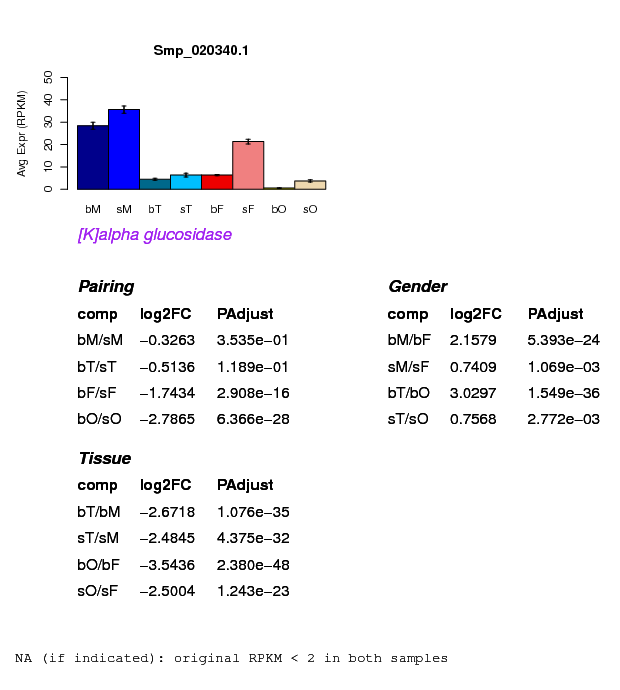 Smp_020340.1
Avg Expr (RPKM)
0 10 20 30 40 50
bM sM bT sT bF sF bO sO
[K]alpha glucosidase
Pairing
comp log2FC PAdjust
bM/sM −0.3263 3.535e−01
bT/sT −0.5136 1.189e−01
bF/sF −1.7434 2.908e−16
bO/sO −2.7865 6.366e−28
Gender
comp log2FC PAdjust
bM/bF 2.1579 5.393e−24
sM/sF 0.7409 1.069e−03
bT/bO 3.0297 1.549e−36
sT/sO 0.7568 2.772e−03
Tissue
comp log2FC PAdjust
bT/bM −2.6718 1.076e−35
sT/sM −2.4845 4.375e−32
bO/bF −3.5436 2.380e−48
sO/sF −2.5004 1.243e−23
NA (if indicated): original RPKM < 2 in both samples